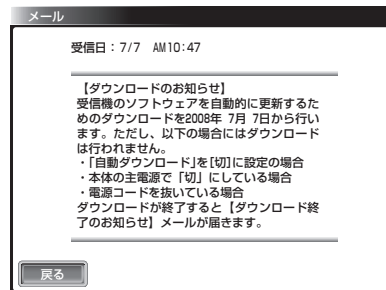 メール
受信日：7/7 AM10:47
【ダウンロードのお知らせ】
受信機のソフトウェアを自動的に更新するた
めのダウンロードを2008年 7月 7日から行い
ます。ただし、以下の場合にはダウンロード
は行われません。
・「自動ダウンロード」を[切]に設定の場合
・本体の主電源で「切」にしている場合
・電源コードを抜いている場合
ダウンロードが終了すると【ダウンロード終
了のお知らせ】メールが届きます。
戻る